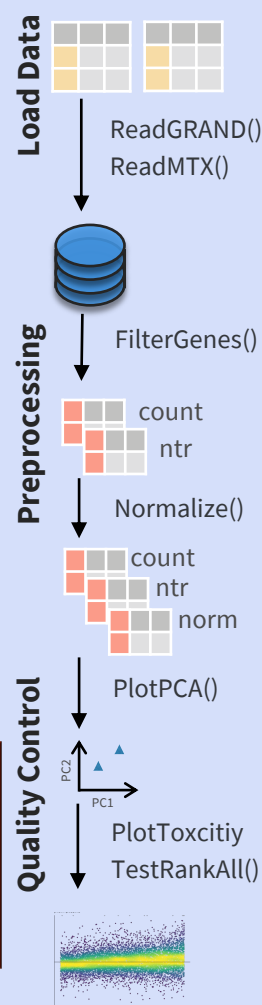 Load Data
ReadGRAND()
ReadMTX()
FilterGenes()
Preprocessing
count
ntr
Normalize()
count
ntr
norm
PlotPCA()
Quality Control
PC2
PC1
PlotToxcitiy
TestRankAll()